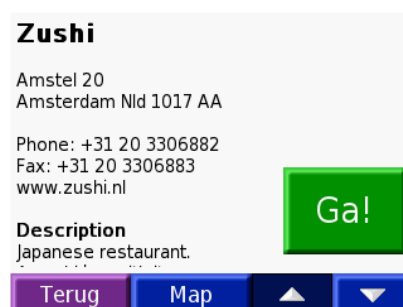 Zushi
Amstel 20
Amsterdam Nld 1017 AA
Phone: +31 20 3306882
Fax: +31 20 3306883
www.zushi.nl
Description
Japanese restaurant.
Ga!
Terug
Map